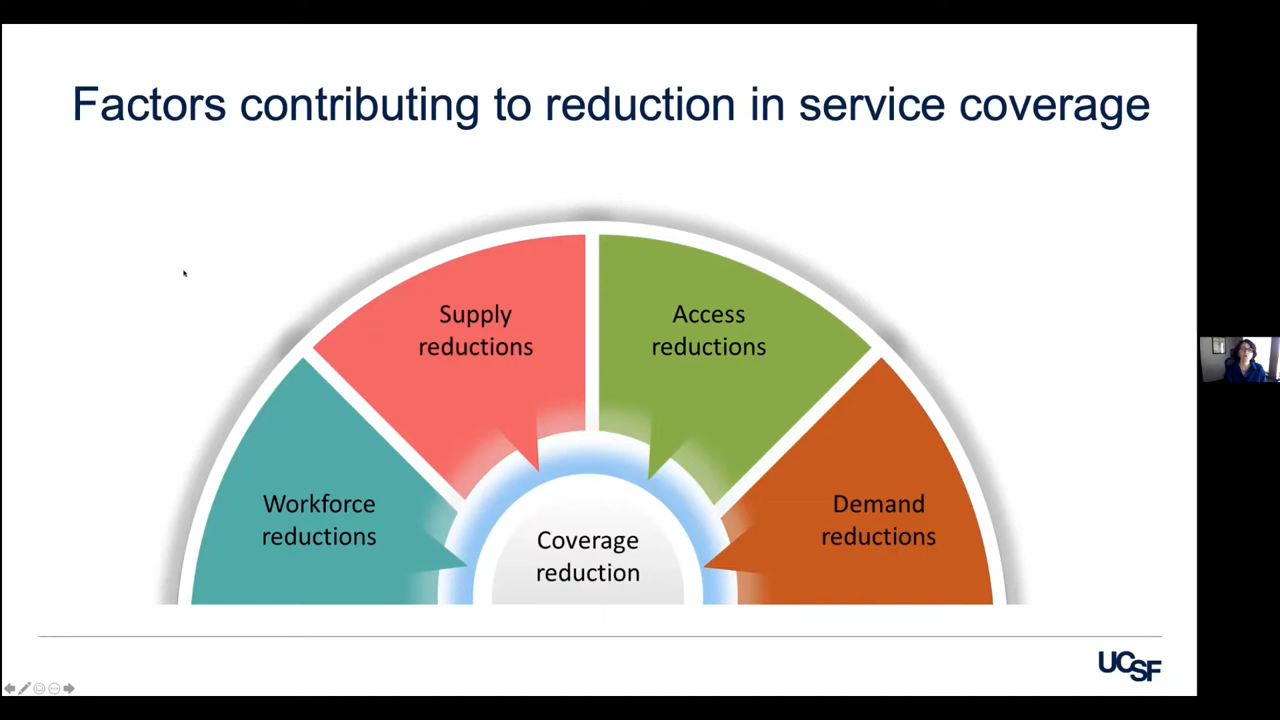 Factors contributing to reduction in service coverage
Supply
reductions
Access
reductions
Workforce
reductions
Demand
reductions
Coverage
reduction
UCSF